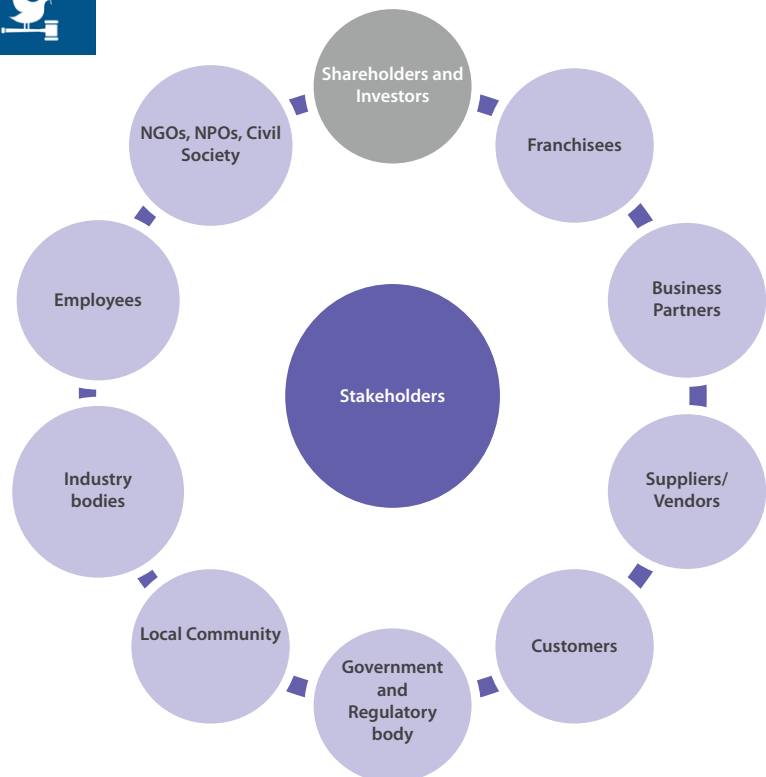 Shareholders and
Investors
Franchisees
Business
Partners
Suppliers/
Vendors
Customers
Government
and
Regulatory
body
Local Community
Industry
bodies
Employees
NGOs, NPOs, Civil
Society
Stakeholders